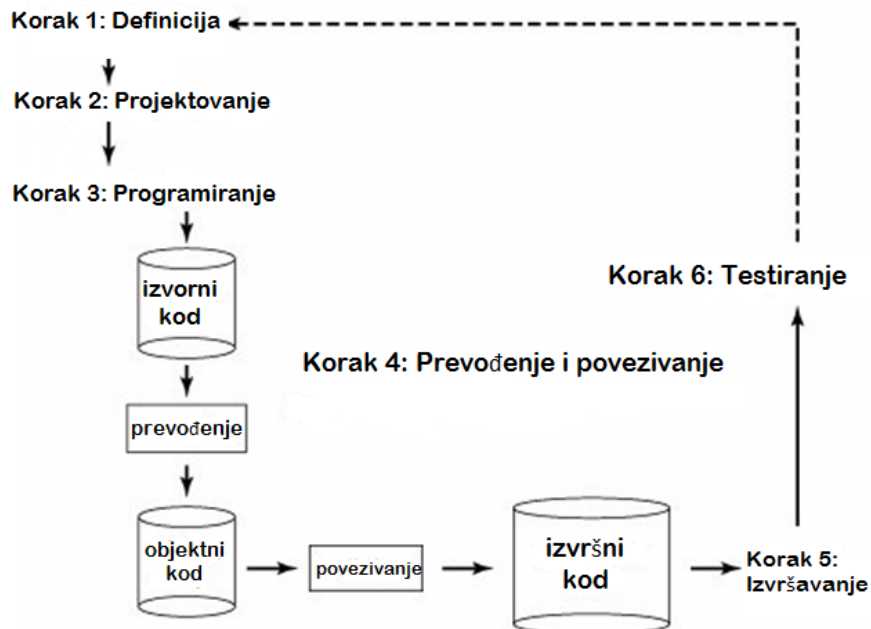 Korak 1: Definicija
Korak 2: Projektovanje
Korak 3: Programiranje
izvorni
kod
Korak 6: Testiranje
Korak 4: Prevođenje i povezivanje
prevođenje
objektni
kod
povezivanje
izvršni
kod
Korak 5:
Izvršavanje